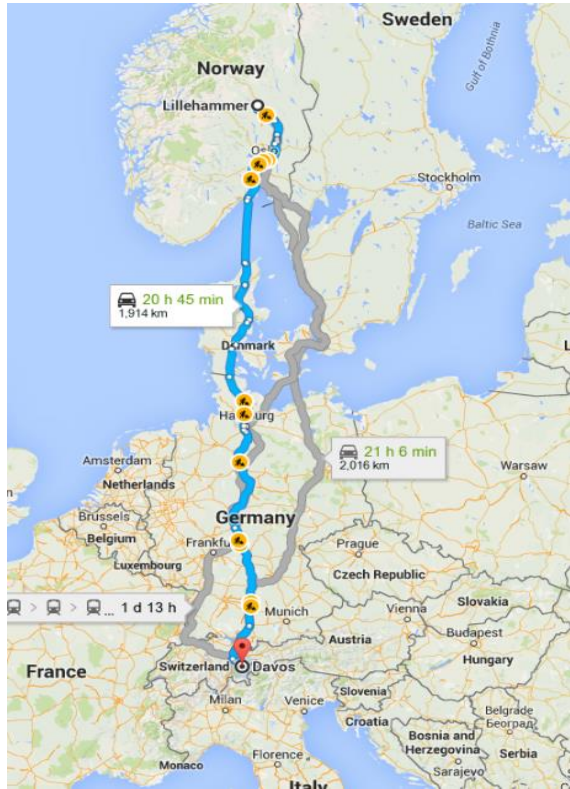 Sweden
Norway
Gulf of Bothnia
Lillehammer
Oslo
Stockholm
Baltic Sea
20 h 45 min
1,914 km
Denmark
Hamburg
21 h 6 min
2,016 km
Amsterdam
Netherlands
Warsaw
Brussels
Belgium
Germany
Frankfu
Prague
Luxembourg
Czech Republic
> > ... 1 d 13 h
Munich
Vienna
Slovakia
Austria
Budapest
Hungary
France
Switzerland
Davos
Milan
Venice
Slovenia
Croatia
Belgrade
Београд
Bosnia and
Herzegovina
Serbia
Florence
Monaco
Sarajevo
Italy